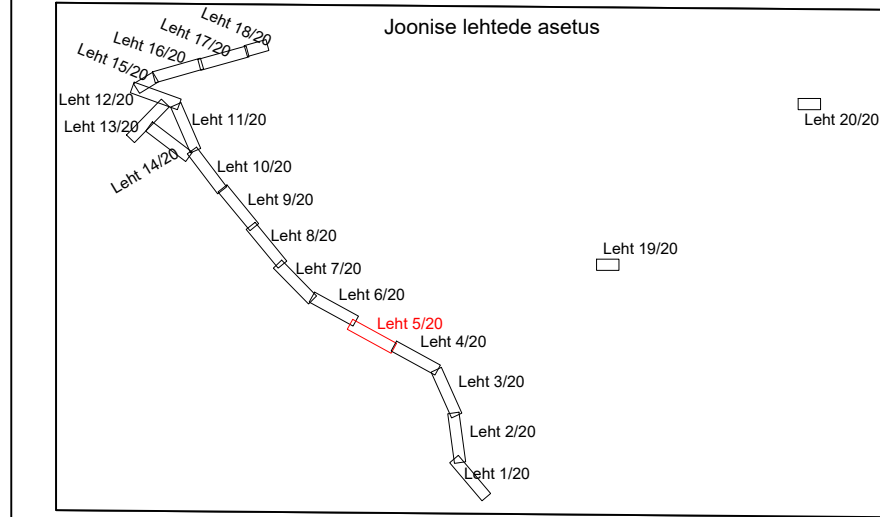 Joonise lehtede asetus
Leht 18/20
Leht 17/20
Leht 16/20
Leht 15/20
Leht 12/20
Leht 13/20
Leht 11/20
Leht 14/20
Leht 10/20
Leht 9/20
Leht 8/20
Leht 7/20
Leht 6/20
Leht 5/20
Leht 4/20
Leht 3/20
Leht 2/20
Leht 1/20
Leht 20/20
Leht 19/20